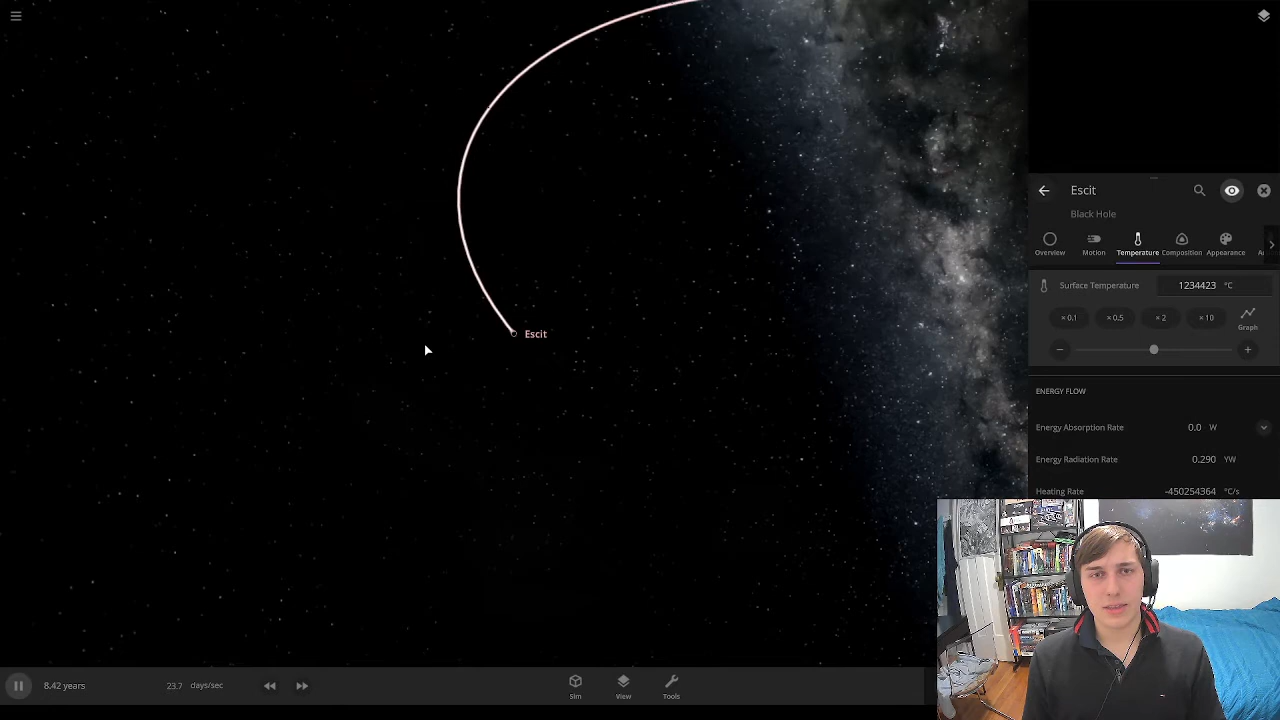 Escit
Black Hole
Overview
Motion
Temperature
Composition
Appearance
Surface Temperature
1234423 °C
× 0.1
× 0.5
× 2
× 10
Graph
ENERGY FLOW
Energy Absorption Rate
0.0 W
Energy Radiation Rate
0.290 YW
Heating Rate
-450254364 °C/s
Escit
8.42 years
23.7 days/sec
Sim
View
Tools